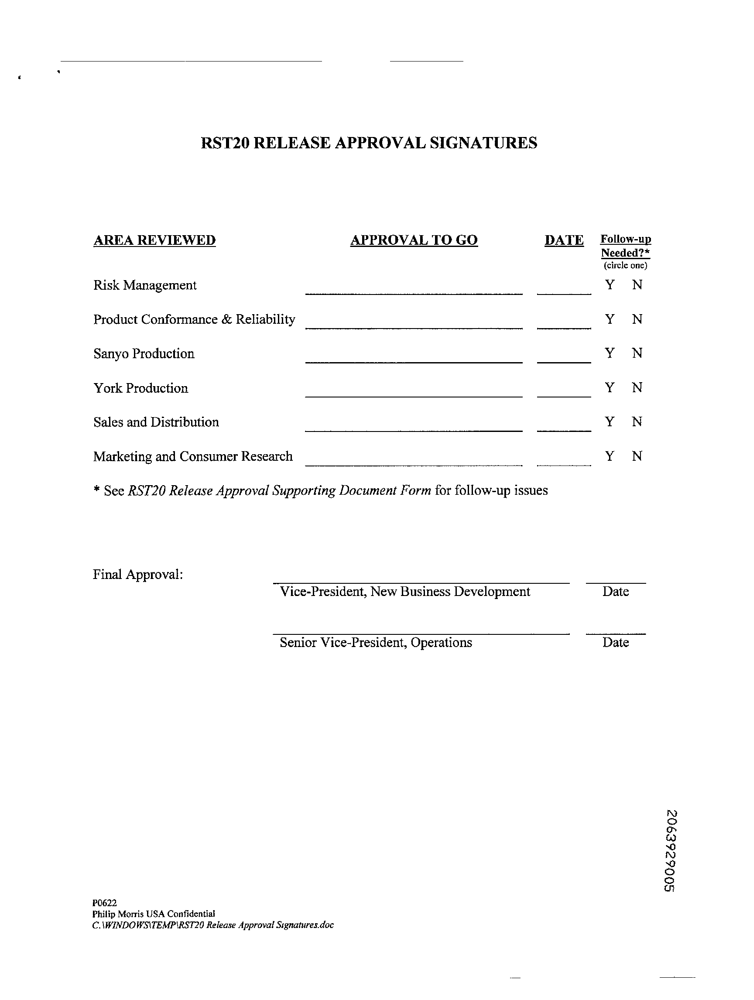 RST20 RELEASE APPROVAL SIGNATURES
AREA REVIEWED APPROVAL TO GO DATE Follow-up
Needed?*
(circle one)
Risk Management Y N
Product Conformance & Reliability Y N
Sanyo Production Y N
York Production Y N
Sales and Distribution Y N
Marketing and Consumer Research Y N
* See RST20 Release Approval Supporting Document Form for follow-up issues
Final Approval:
Vice-President, New Business Development Date
Senior Vice-President, Operations Date
2063929005
P0622
Philip Morris USA Confidential
C:\WINDOWS\TEMP\RST20 Release Approval Signatures.doc